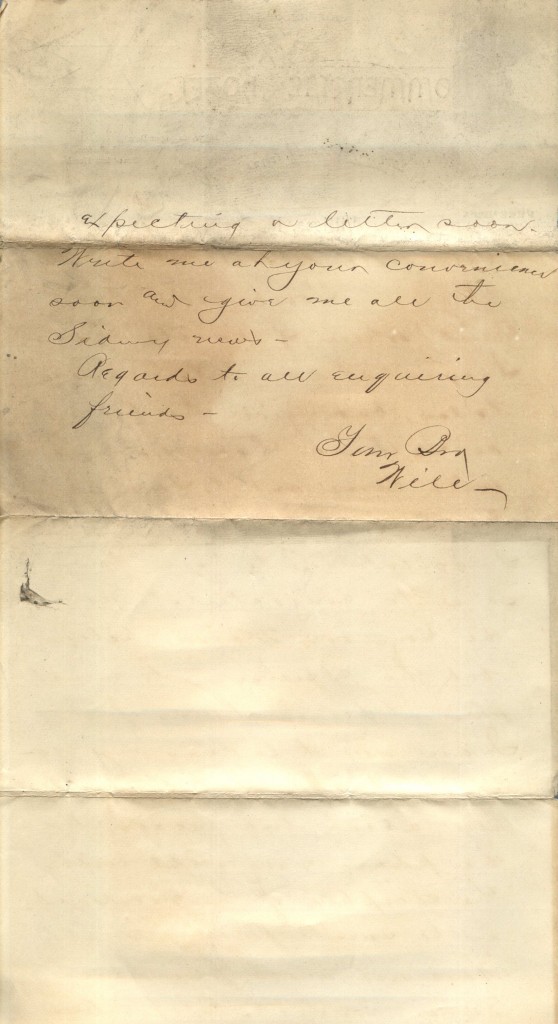 expecting a letter soon.
Write me at your convenience
soon and give me all the
Sidney news -
Regards to all enquiring
friends -
Your Bro
Will